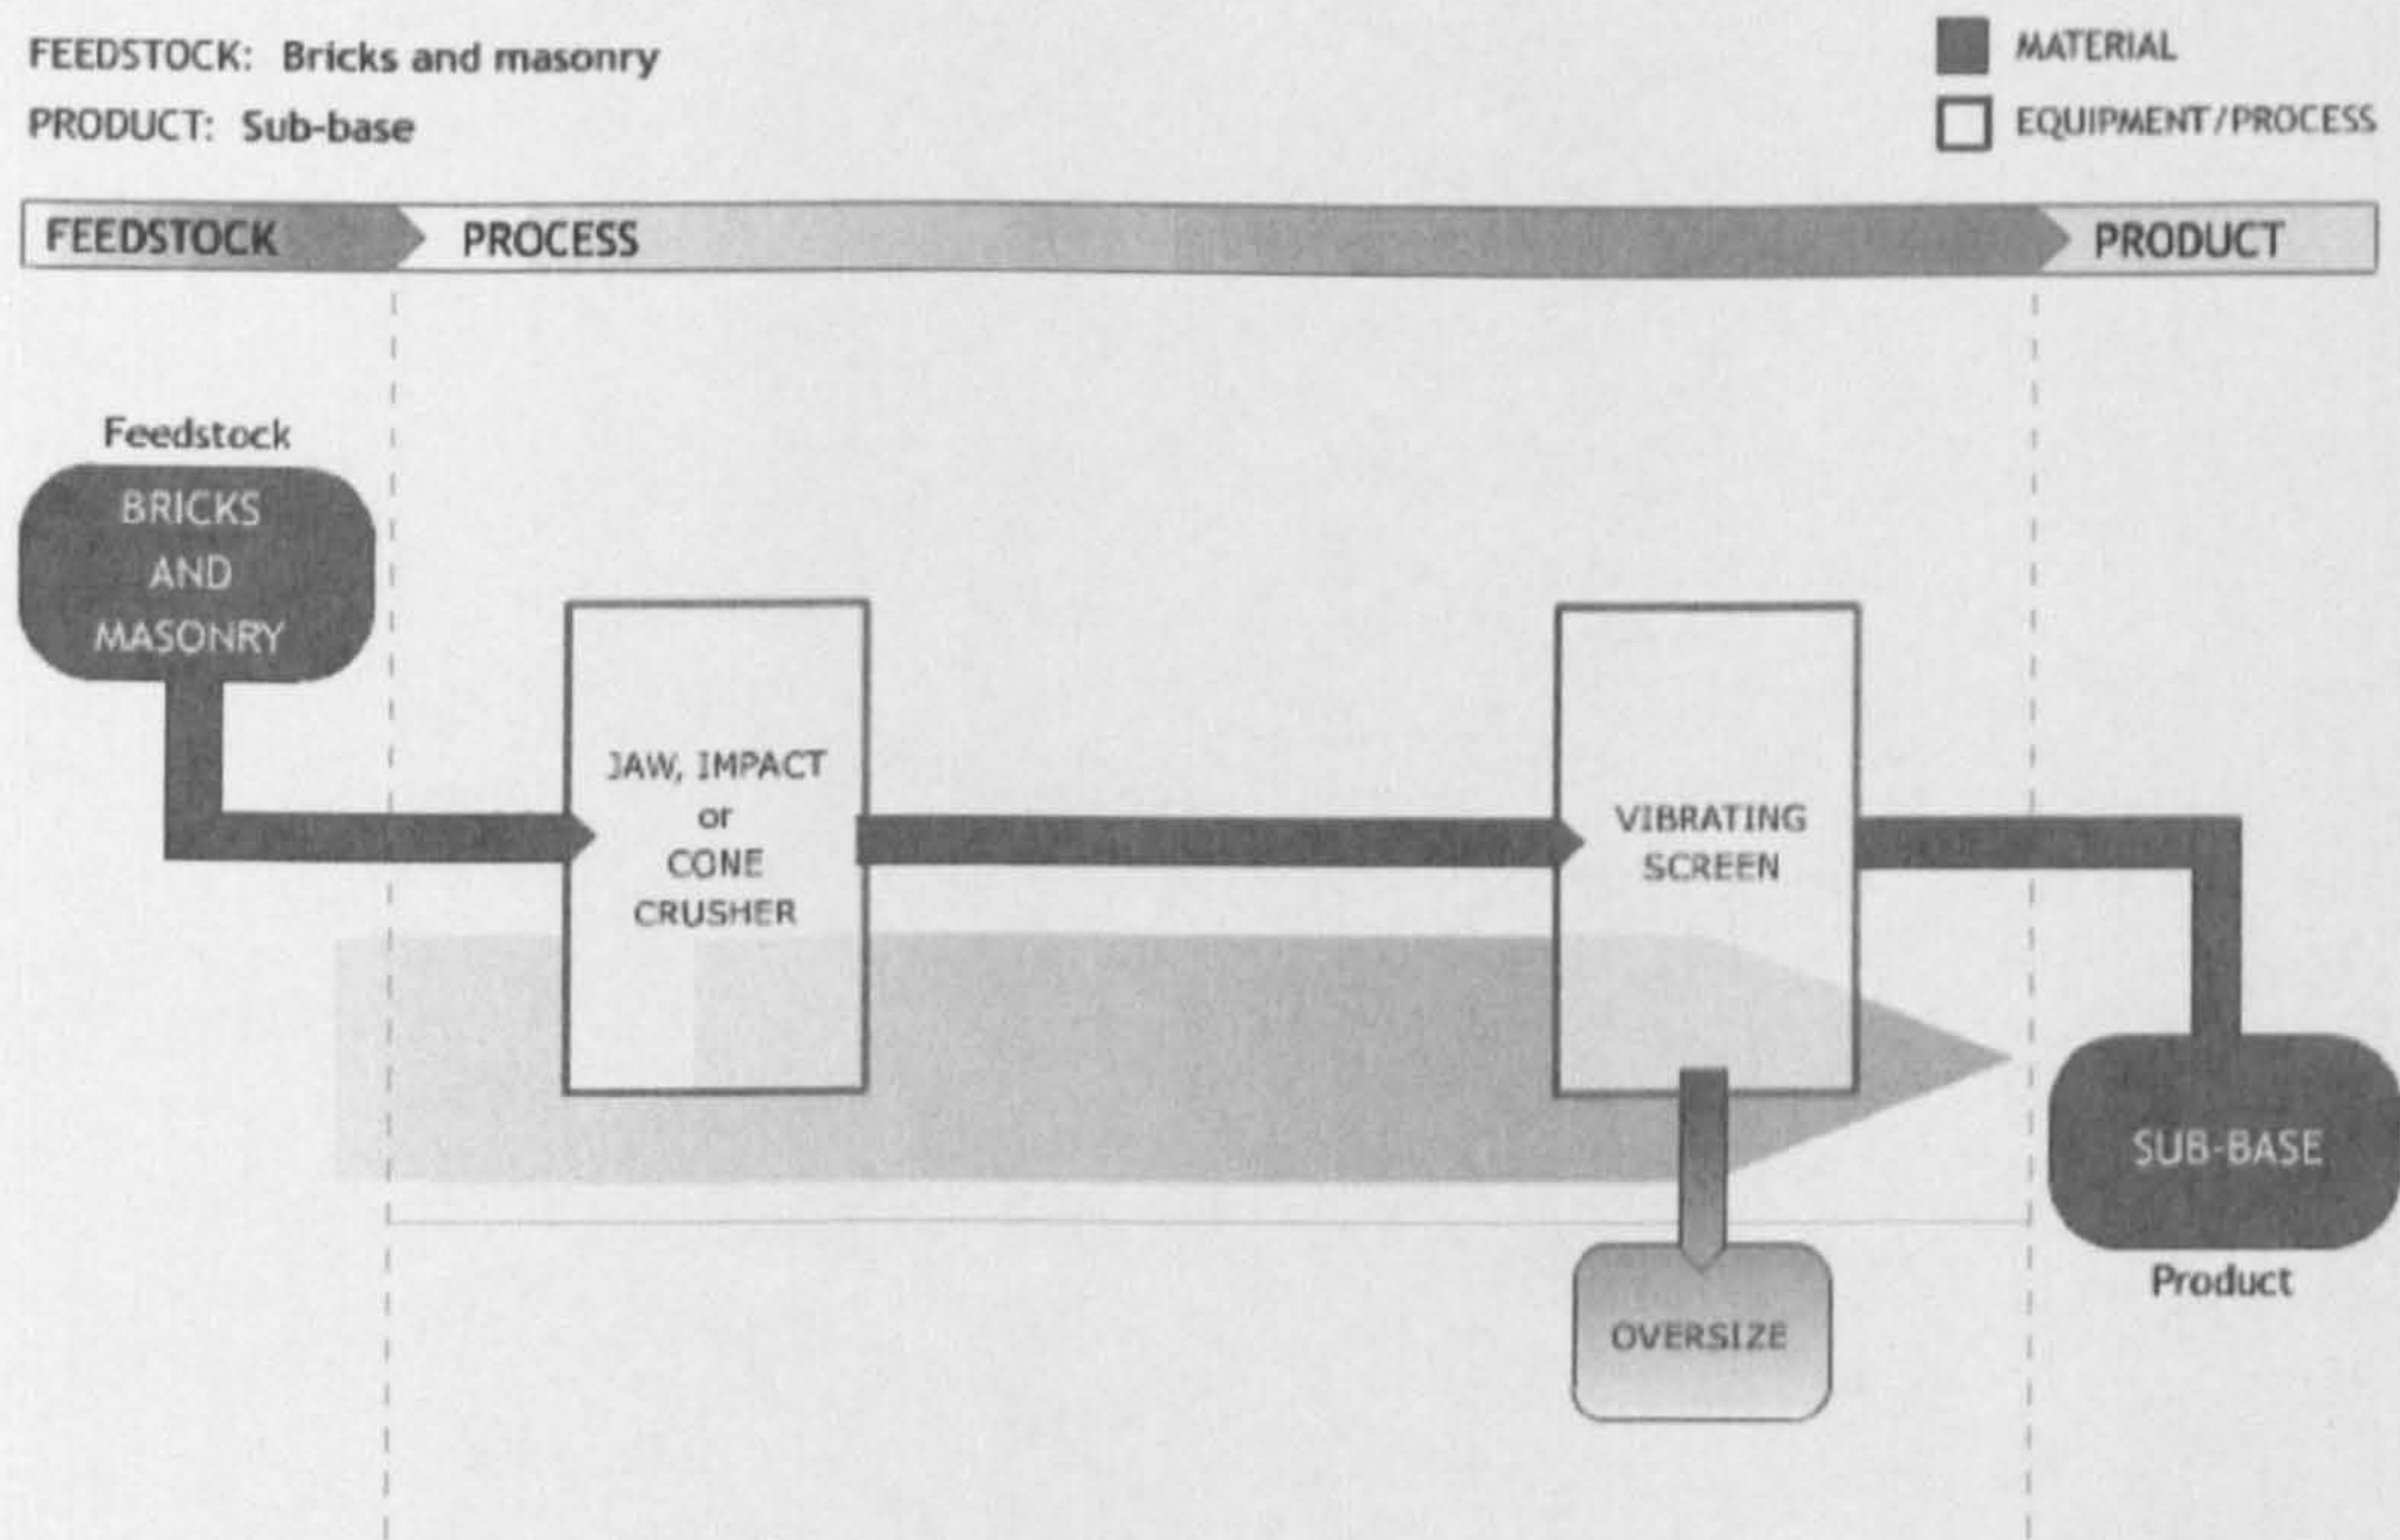 FEEDSTOCK: Bricks and masonry
PRODUCT: Sub-base
MATERIAL
EQUIPMENT/PROCESS
FEEDSTOCK
PROCESS
PRODUCT
Feedstock
BRICKS
AND
MASONRY
JAW, IMPACT
or
CONE
CRUSHER
VIBRATING
SCREEN
SUB-BASE
Product
OVERSIZE